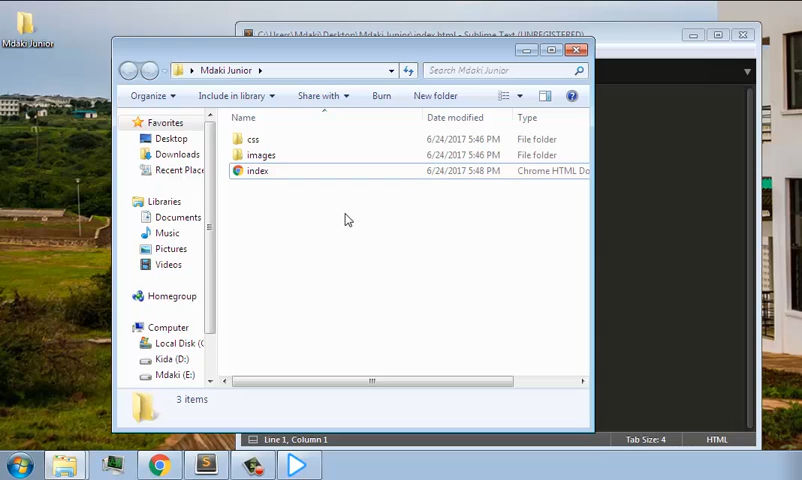 Mdaki Junior
C:\Users\Mdaki\Desktop\Mdaki Junior\index.html - Sublime Text (UNREGISTERED)
Mdaki Junior
Search Mdaki Junior
Organize Include in library Share with Burn New folder
Name Date modified Type
Favorites
Desktop
Downloads
Recent Place
Libraries
Documents
Music
Pictures
Videos
Homegroup
Computer
Local Disk (C
Kida (D:)
Mdaki (E:)
css 6/24/2017 5:46 PM File folder
images 6/24/2017 5:46 PM File folder
index 6/24/2017 5:48 PM Chrome HTML Do
3 items
Line 1, Column 1 Tab Size: 4 HTML